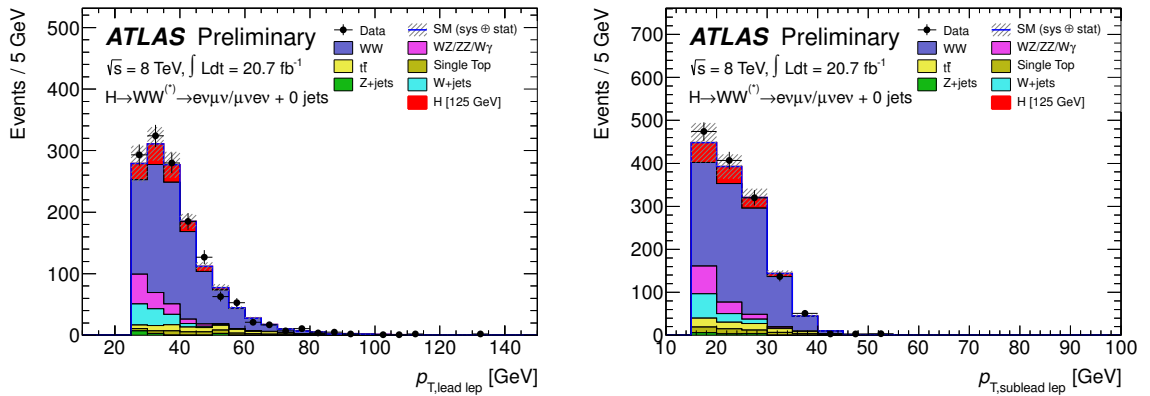 Events / 5 GeV
500
400
300
200
100
0
ATLAS Preliminary
√s = 8 TeV, ∫ Ldt = 20.7 fb⁻¹
H→WW⁽*⁾→eνμν/μνeν + 0 jets
Data
SM (sys ⊕ stat)
WW
WZ/ZZ/Wγ
tt̄
Single Top
Z+jets
W+jets
H [125 GeV]
20 40 60 80 100 120 140
p_T,lead lep [GeV]
Events / 5 GeV
700
600
500
400
300
200
100
0
ATLAS Preliminary
√s = 8 TeV, ∫ Ldt = 20.7 fb⁻¹
H→WW⁽*⁾→eνμν/μνeν + 0 jets
Data
SM (sys ⊕ stat)
WW
WZ/ZZ/Wγ
tt̄
Single Top
Z+jets
W+jets
H [125 GeV]
10 20 30 40 50 60 70 80 90 100
p_T,sublead lep [GeV]